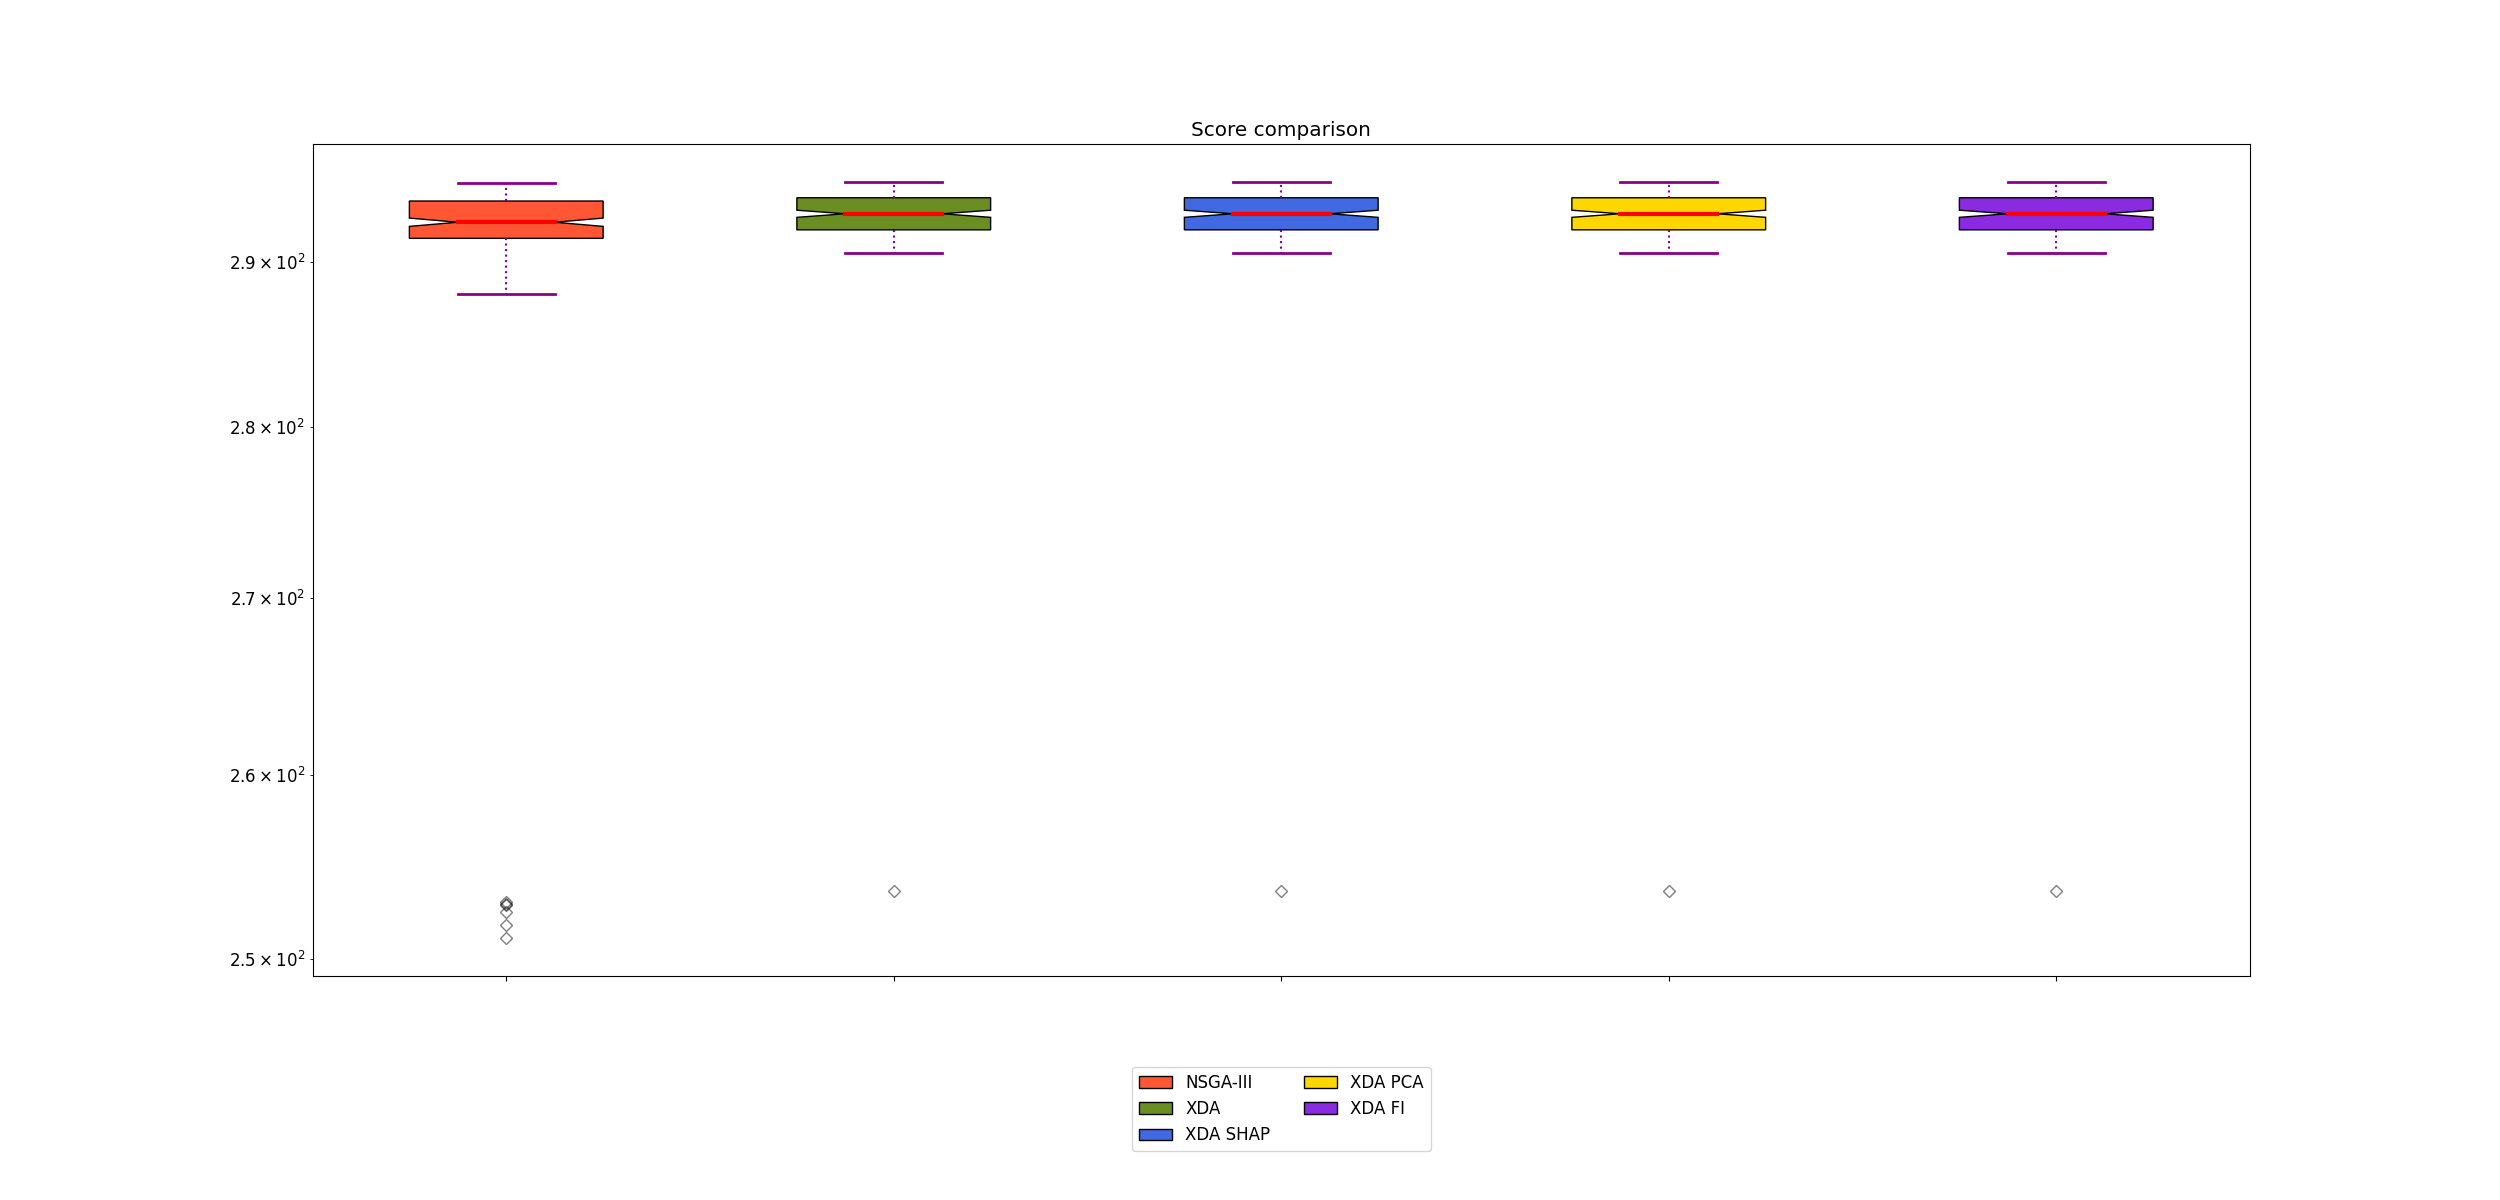 Score comparison
2.9 × 10²
2.8 × 10²
2.7 × 10²
2.6 × 10²
2.5 × 10²
NSGA-III
XDA
XDA SHAP
XDA PCA
XDA FI